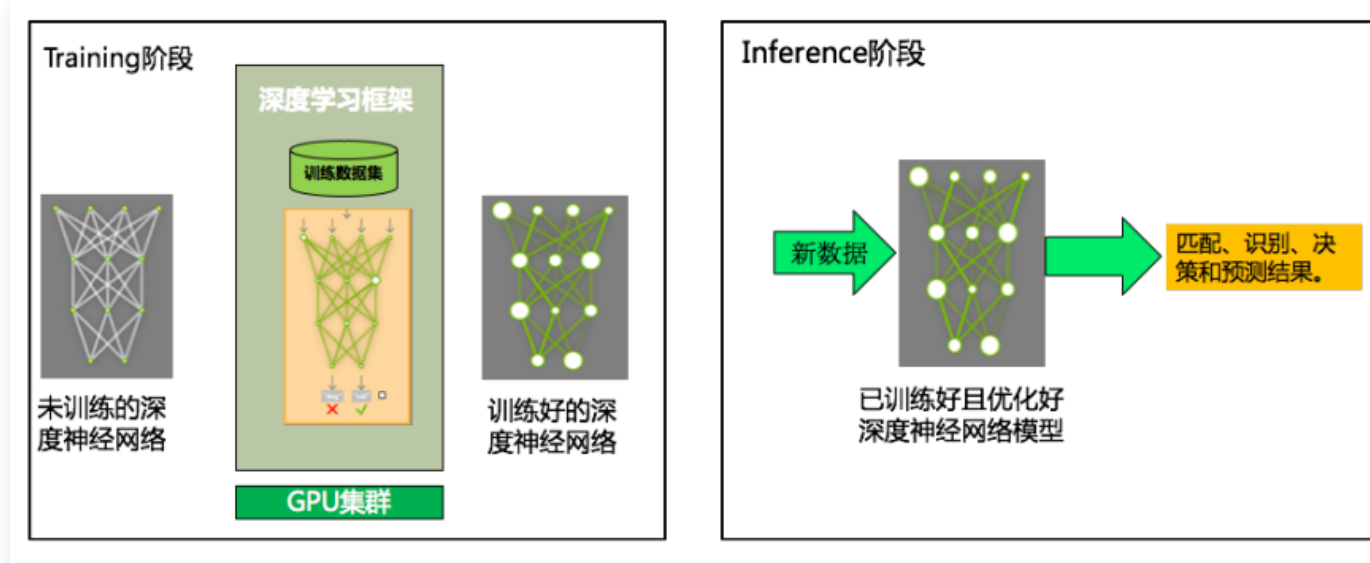 Training阶段
深度学习框架
训练数据集
未训练的深
度神经网络
训练好的深
度神经网络
GPU集群
Inference阶段
新数据
匹配、识别、决
策和预测结果。
已训练好且优化好
深度神经网络模型